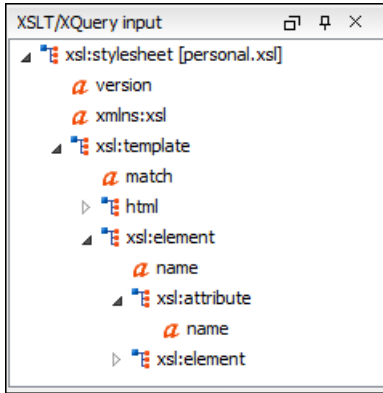 XSLT/XQuery input
xsl:stylesheet [personal.xsl]
a version
a xmlns:xsl
xsl:template
a match
html
xsl:element
a name
xsl:attribute
a name
xsl:element